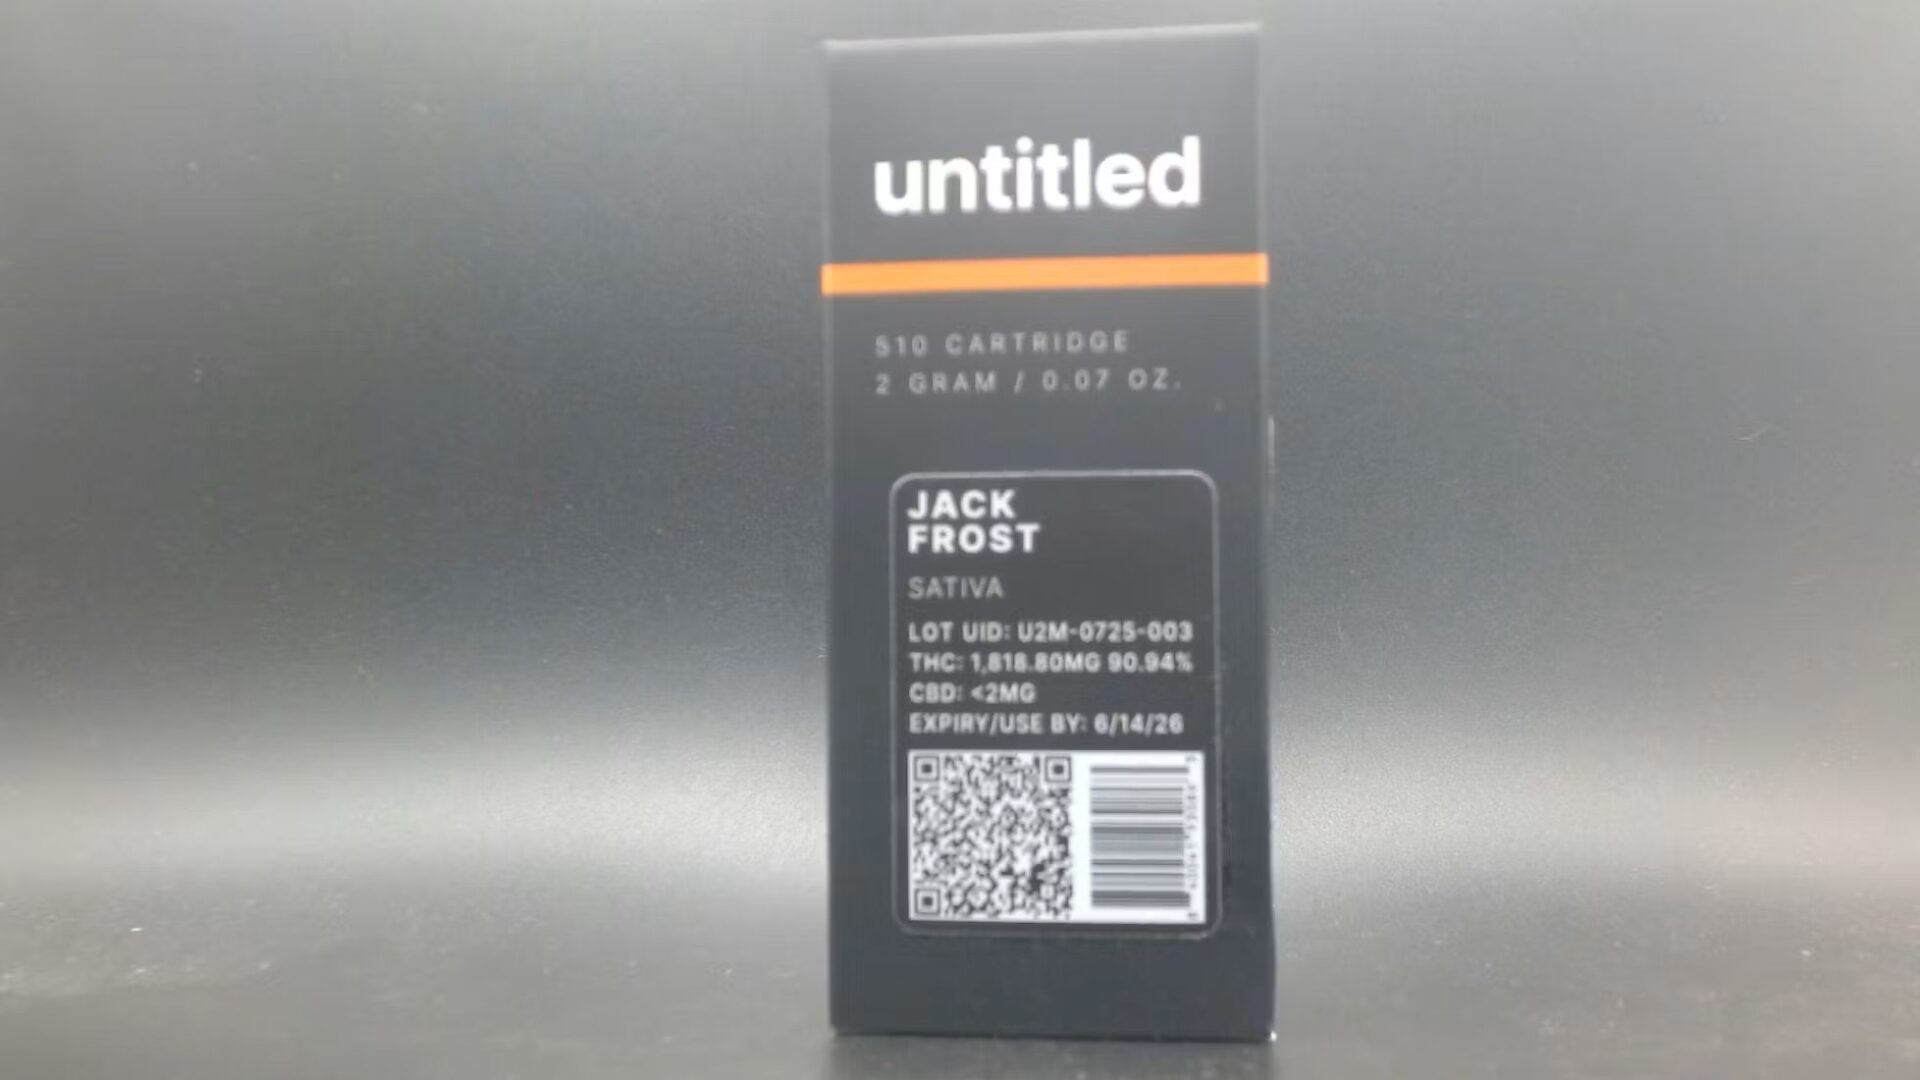 untitled
510 CARTRIDGE
2 GRAM / 0.07 OZ.
JACK
FROST
SATIVA
LOT UID: U2M-0725-003
THC: 1,818.80MG 90.94%
CBD: <2MG
EXPIRY/USE BY: 6/14/26